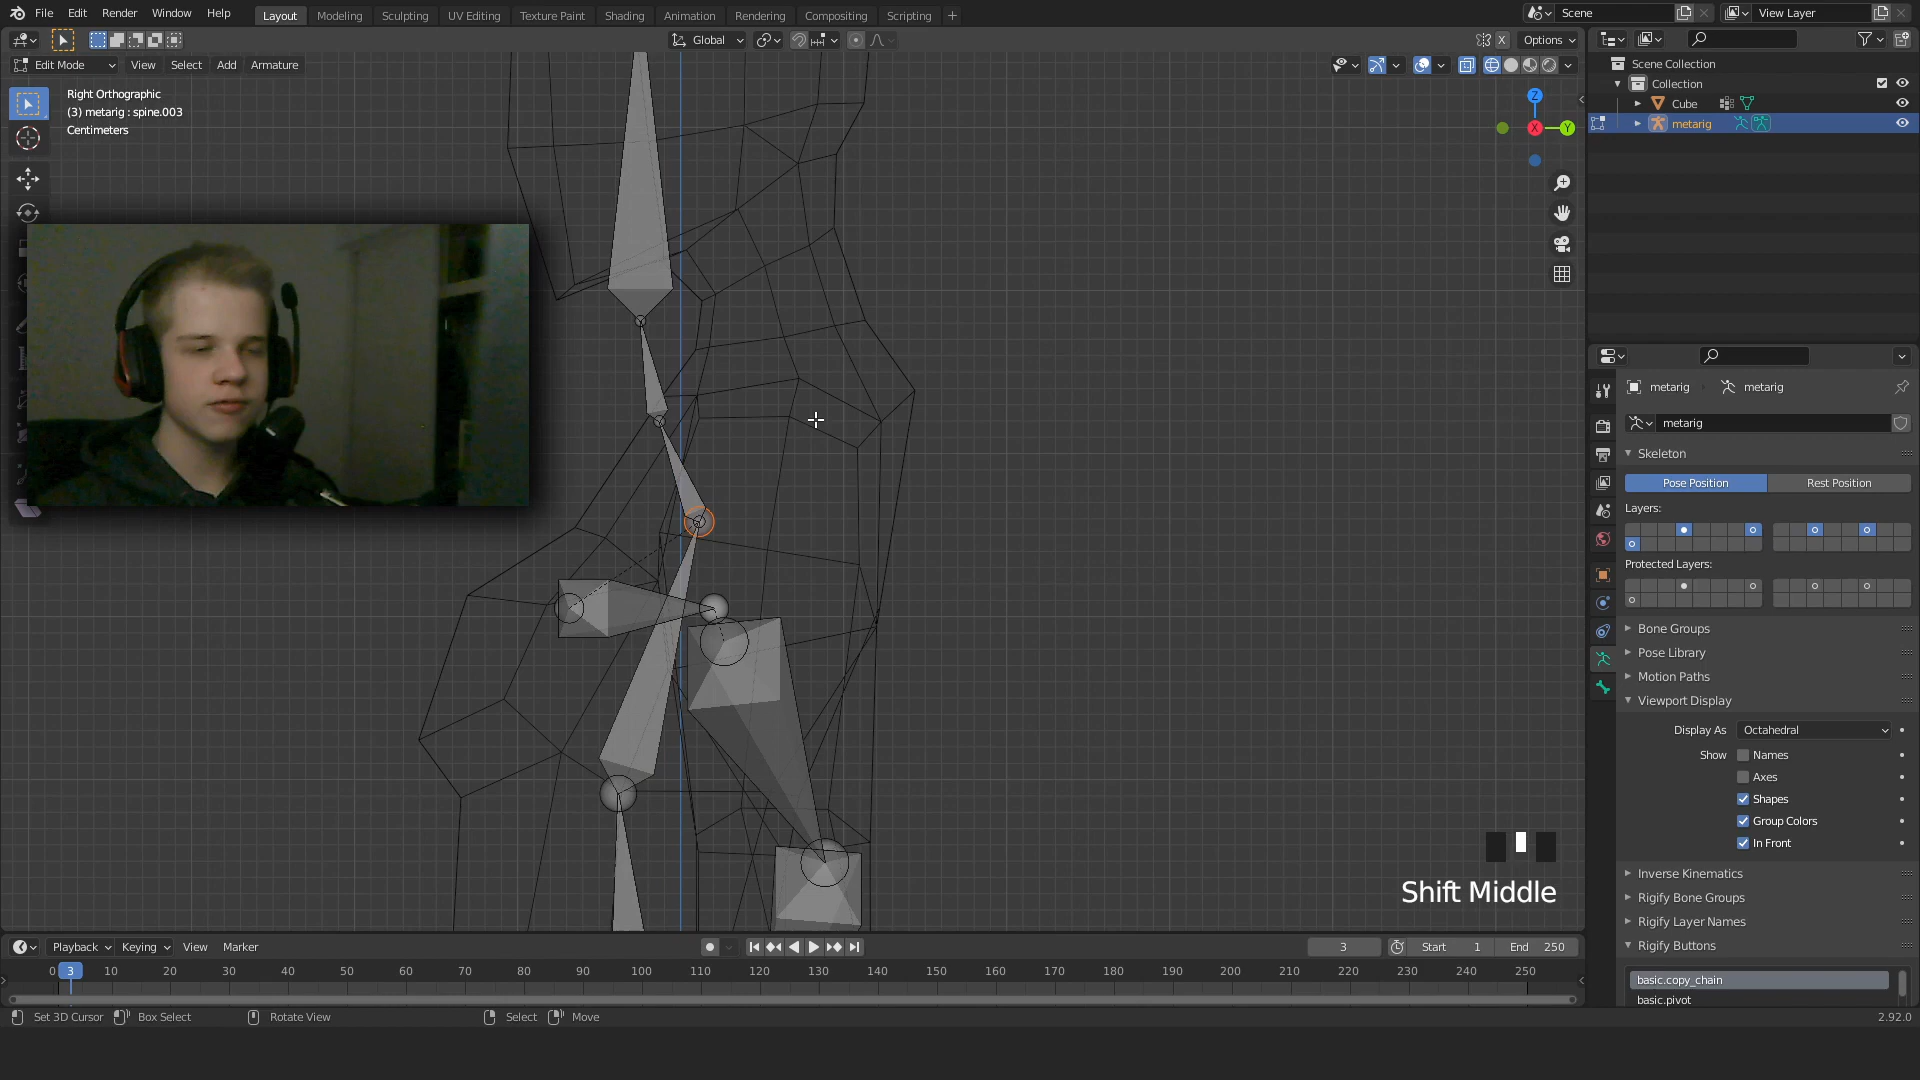 File Edit Render Window Help Layout Modeling Sculpting UV Editing Texture Paint Shading Animation Rendering Compositing Scripting +
Scene View Layer
Global X Options
Edit Mode View Select Add Armature
Right Orthographic
(3) metarig : spine.003
Centimeters
Z
X
Y
Scene Collection
Collection
Cube
metarig
metarig metarig
metarig
Skeleton
Pose Position Rest Position
Layers:
Protected Layers:
Bone Groups
Pose Library
Motion Paths
Viewport Display
Display As Octahedral
Show Names
Axes
Shapes
Group Colors
In Front
Inverse Kinematics
Rigify Bone Groups
Rigify Layer Names
Rigify Buttons
basic.copy_chain
basic.pivot
Shift Middle
Playback Keying View Marker 3 Start 1 End 250
0 3 10 20 30 40 50 60 70 80 90 100 110 120 130 140 150 160 170 180 190 200 210 220 230 240 250
Set 3D Cursor Box Select Rotate View Select Move 2.92.0